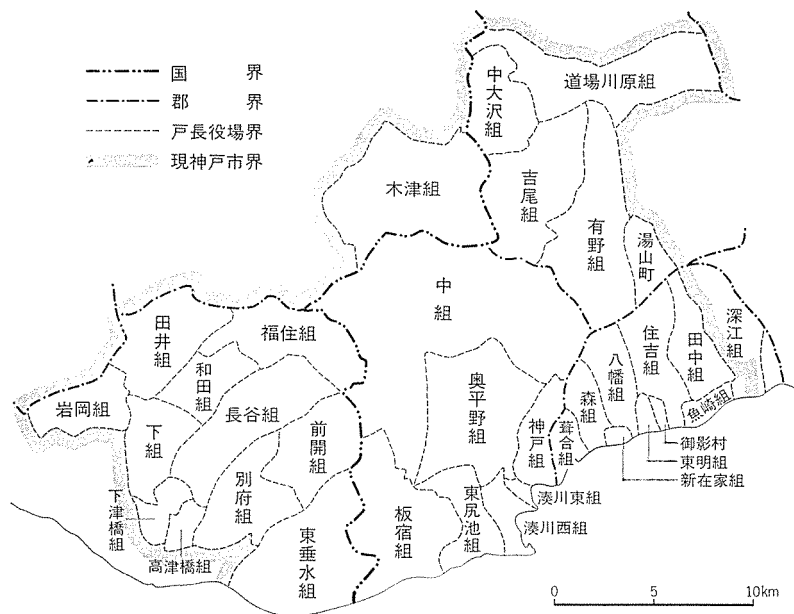 国　界
郡　界
戸長役場界
現神戸市界
中大沢組
道場川原組
木津組
吉尾組
有野組
湯山町
中組
田井組
福住組
和田組
岩岡組
長谷組
下組
前開組
別府組
下津橋組
高津橋組
東垂水組
板宿組
奥平野組
東尻池組
神戸組
葺合組
湊川東組
湊川西組
森組
八幡組
住吉組
田中組
深江組
魚崎組
御影村
東明組
新在家組
0 5 10km